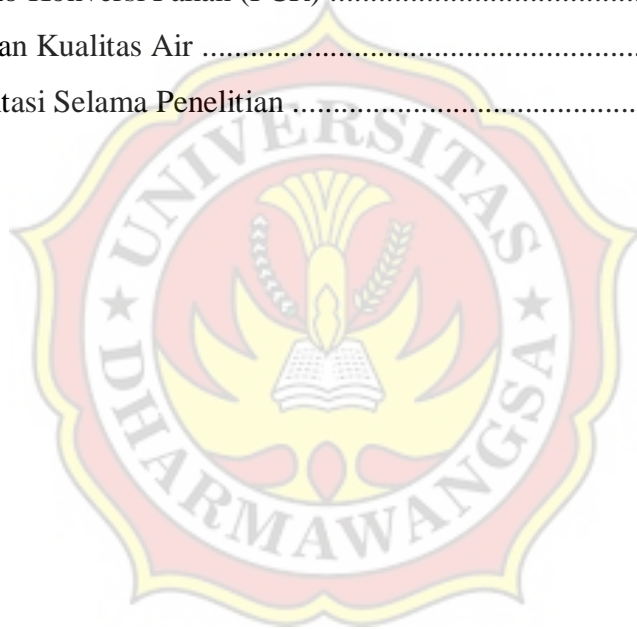 Konversi Pakan (FCR) ..........................................
an Kualitas Air ..........................................................
tasi Selama Penelitian ..........................................
UNIVERSITAS
DHARMAWANGSA